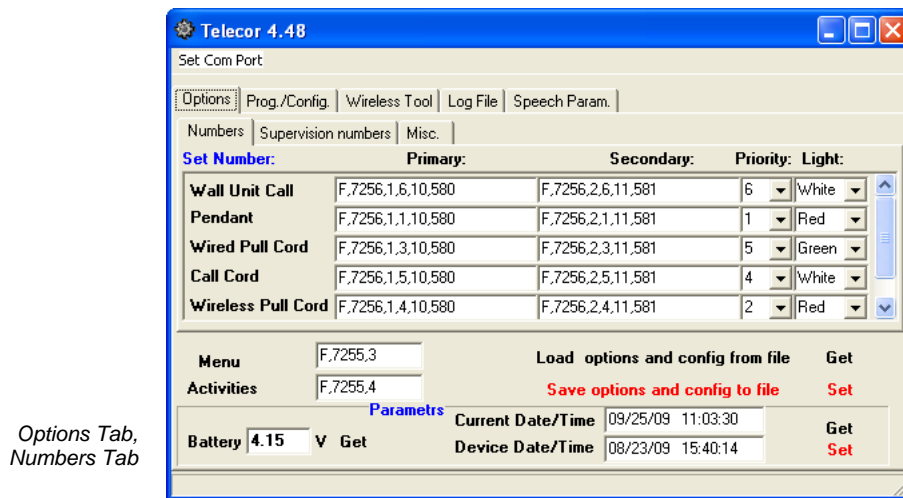 Telecor 4.48
Set Com Port
Options Prog./Config. Wireless Tool Log File Speech Param.
Numbers Supervision numbers Misc.
Set Number: Primary: Secondary: Priority: Light:
Wall Unit Call F,7256,1,6,10,580 F,7256,2,6,11,581 6 White
Pendant F,7256,1,1,10,580 F,7256,2,1,11,581 1 Red
Wired Pull Cord F,7256,1,3,10,580 F,7256,2,3,11,581 5 Green
Call Cord F,7256,1,5,10,580 F,7256,2,5,11,581 4 White
Wireless Pull Cord F,7256,1,4,10,580 F,7256,2,4,11,581 2 Red
Menu F,7255,3 Load options and config from file Get
Activities F,7255,4 Save options and config to file Set
Parametrs
Current Date/Time 09/25/09 11:03:30 Get
Battery 4.15 V Get Device Date/Time 08/23/09 15:40:14 Set
Options Tab,
Numbers Tab